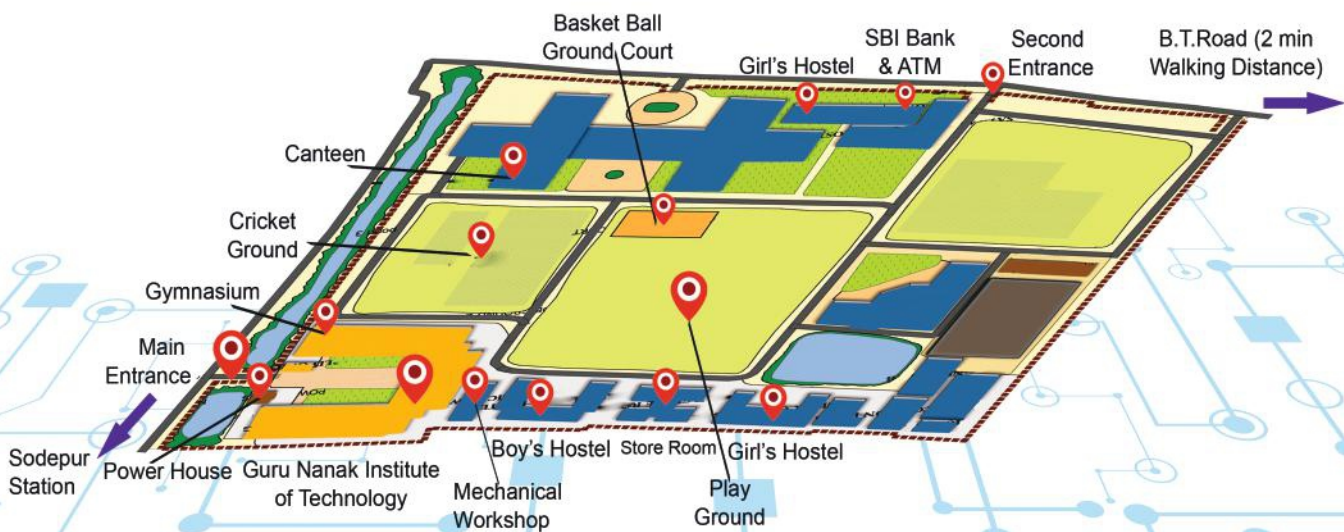 Basket Ball
Ground Court
Girl's Hostel
SBI Bank
& ATM
Second
Entrance
B.T.Road (2 min
Walking Distance)
Canteen
Cricket
Ground
Gymnasium
Main
Entrance
Sodepur
Station
Power House
Guru Nanak Institute
of Technology
Mechanical
Workshop
Boy's Hostel
Store Room
Girl's Hostel
Play
Ground